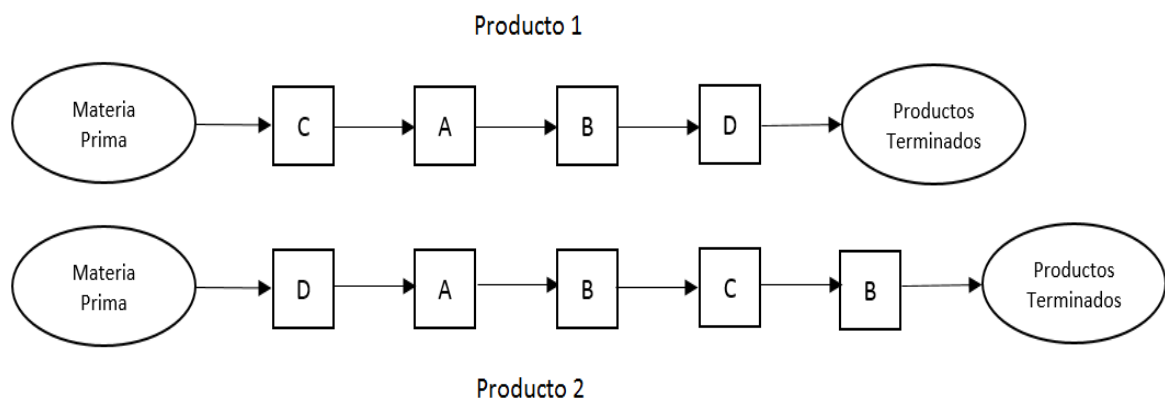 Producto 1
Materia
Prima
C
A
B
D
Productos
Terminados
Materia
Prima
D
A
B
C
B
Productos
Terminados
Producto 2